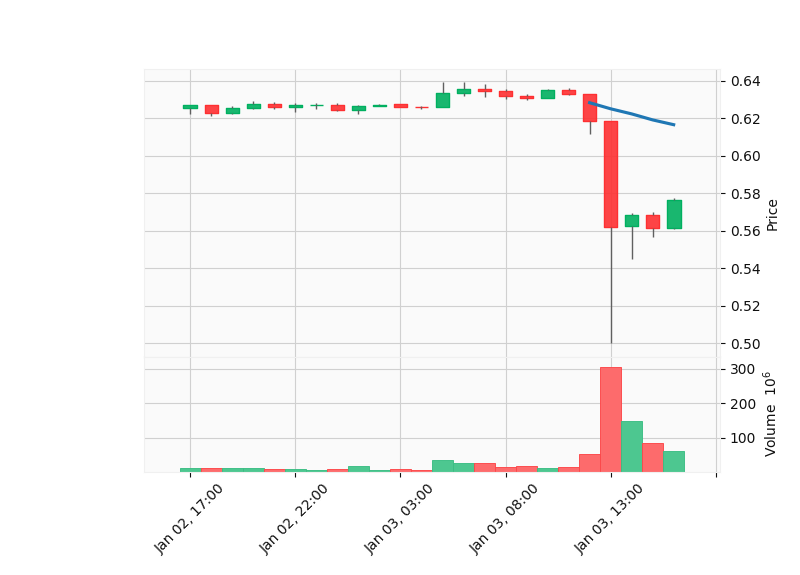 0.64
0.62
0.60
0.58
0.56
0.54
0.52
0.50
Price
300
200
100
Volume 10⁶
Jan 02, 17:00
Jan 02, 22:00
Jan 03, 03:00
Jan 03, 08:00
Jan 03, 13:00